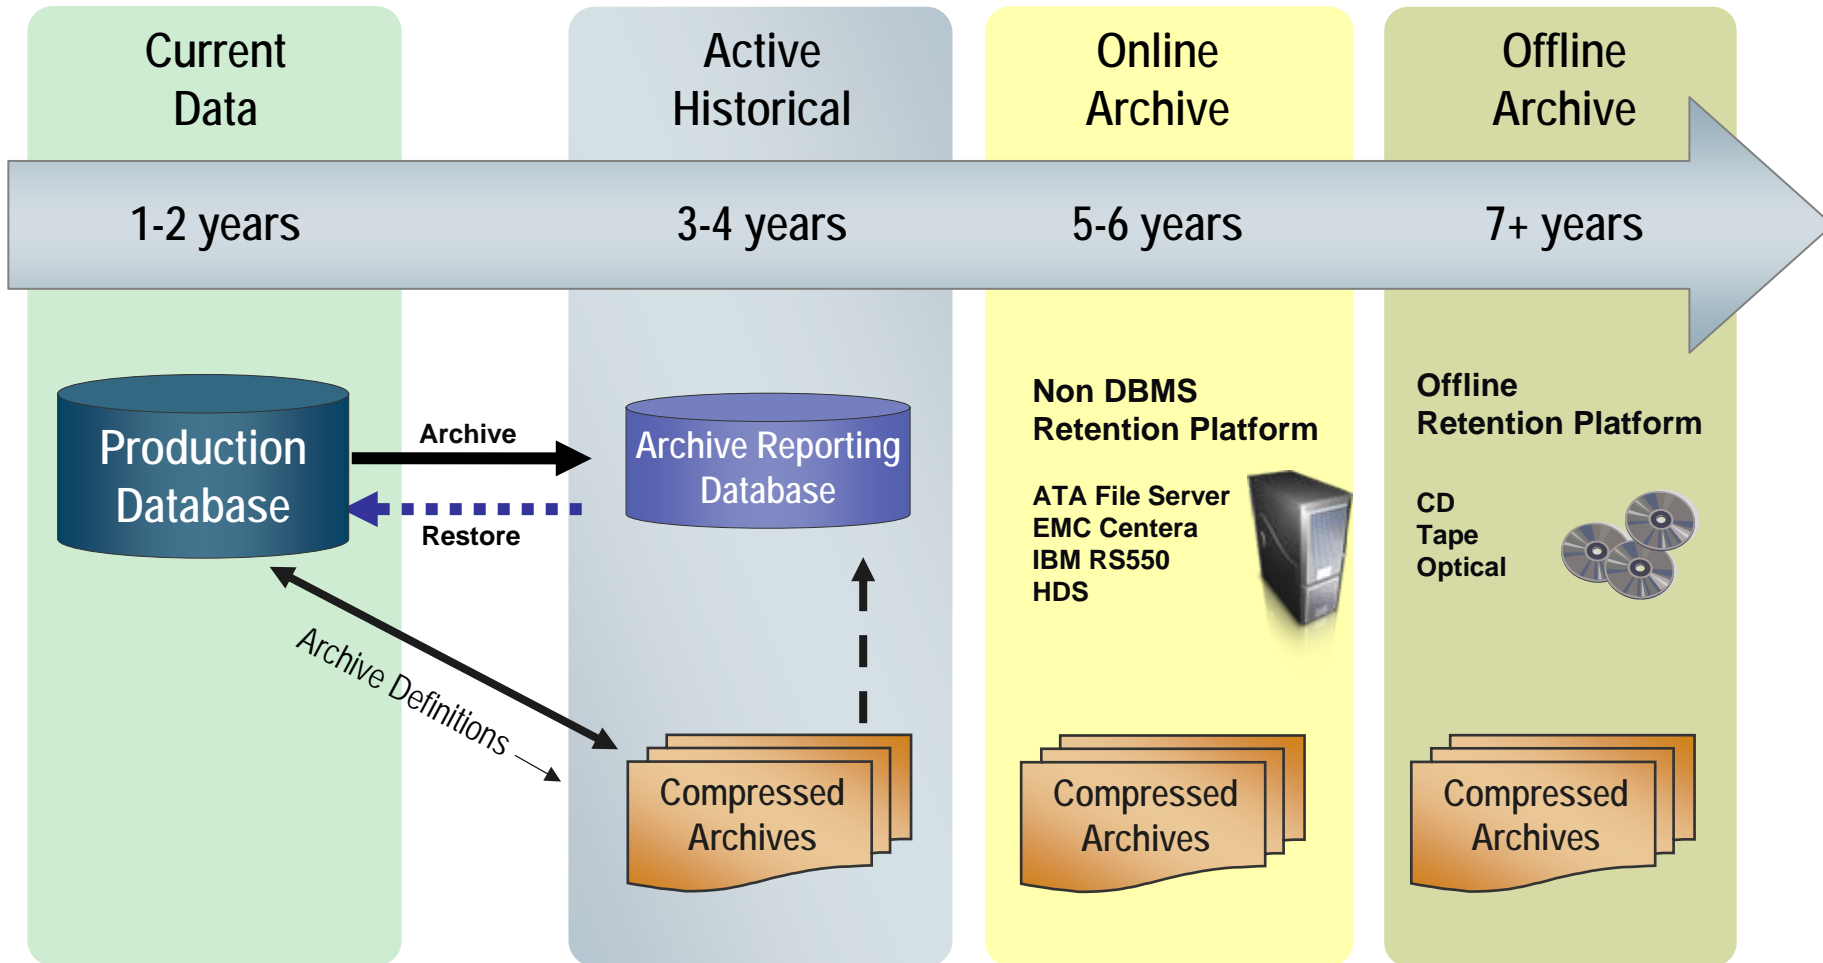 Current
Data
Active
Historical
Online
Archive
Offline
Archive
1-2 years
3-4 years
5-6 years
7+ years
Production
Database
Archive
Restore
Archive Reporting
Database
Archive Definitions
Compressed
Archives
Non DBMS
Retention Platform
ATA File Server
EMC Centera
IBM RS550
HDS
Compressed
Archives
Offline
Retention Platform
CD
Tape
Optical
Compressed
Archives